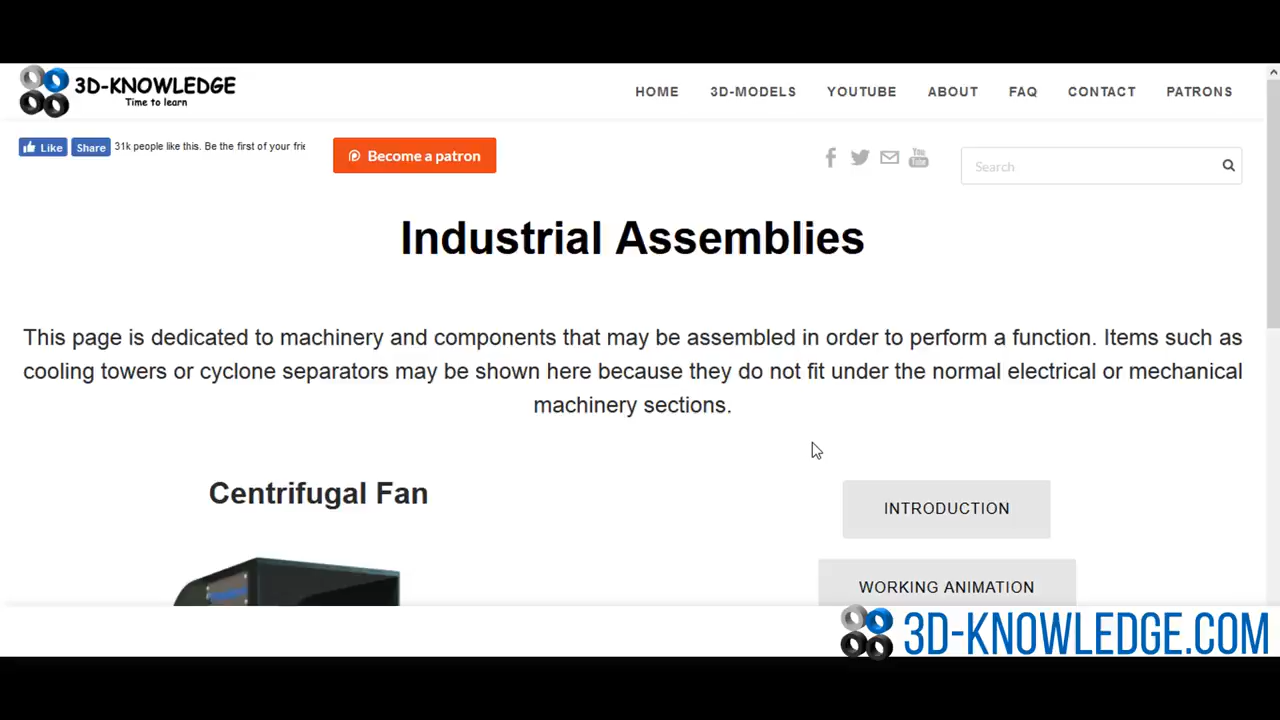 3D-KNOWLEDGE
Time to learn
HOME
3D-MODELS
YOUTUBE
ABOUT
FAQ
CONTACT
PATRONS
Like
Share
31k people like this. Be the first of your frie
Become a patron
You
Tube
Search
Industrial Assemblies
This page is dedicated to machinery and components that may be assembled in order to perform a function. Items such as
cooling towers or cyclone separators may be shown here because they do not fit under the normal electrical or mechanical
machinery sections.
Centrifugal Fan
INTRODUCTION
WORKING ANIMATION
3D-KNOWLEDGE.COM